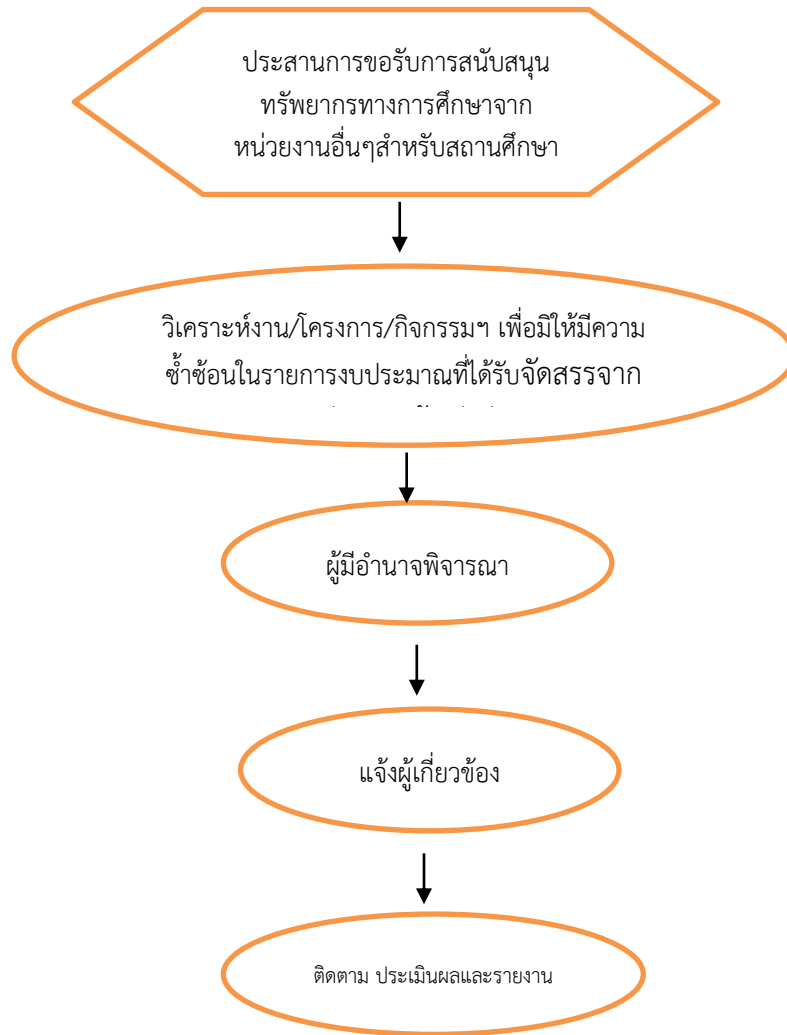 ประสานการขอรับการสนับสนุน
ทรัพยากรทางการศึกษาจาก
หน่วยงานอื่นๆสำหรับสถานศึกษา
วิเคราะห์งาน/โครงการ/กิจกรรมฯ เพื่อมิให้มีความ
ซ้ำซ้อนในรายการงบประมาณที่ได้รับจัดสรรจาก
ผู้มีอำนาจพิจารณา
แจ้งผู้เกี่ยวข้อง
ติดตาม ประเมินผลและรายงาน